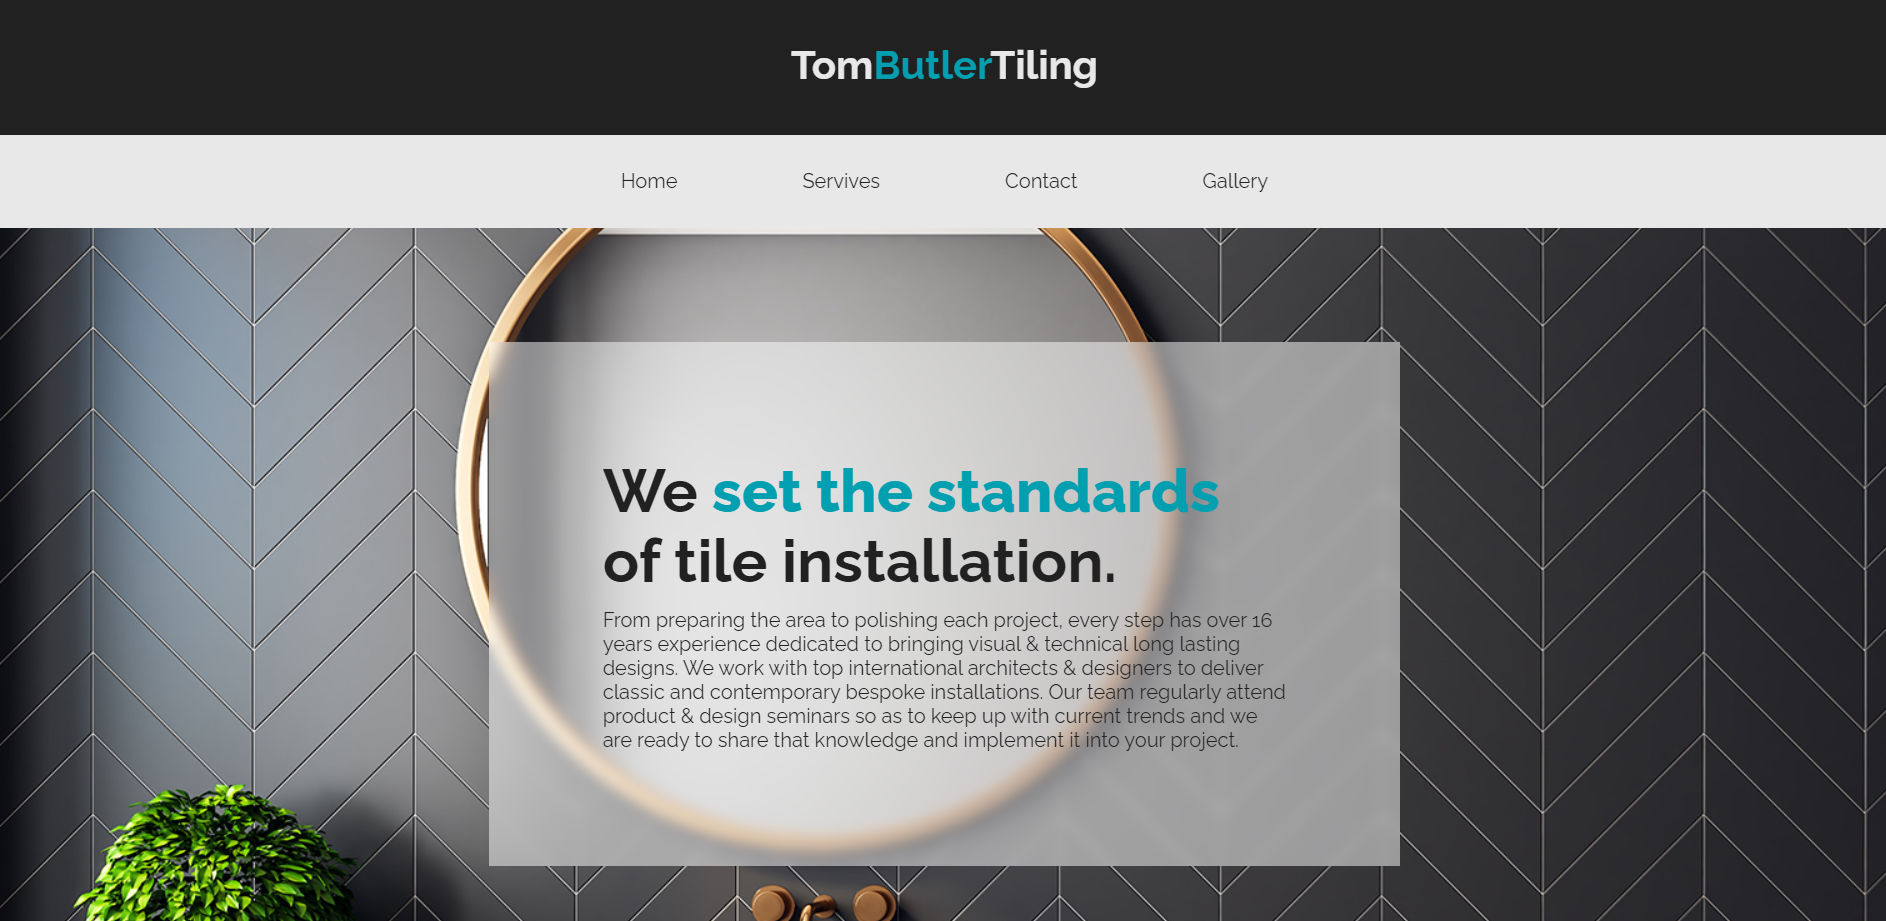 TomButlerTiling
Home Servives Contact Gallery
We set the standards
of tile installation.
From preparing the area to polishing each project, every step has over 16
years experience dedicated to bringing visual & technical long lasting
designs. We work with top international architects & designers to deliver
classic and contemporary bespoke installations. Our team regularly attend
product & design seminars so as to keep up with current trends and we
are ready to share that knowledge and implement it into your project.